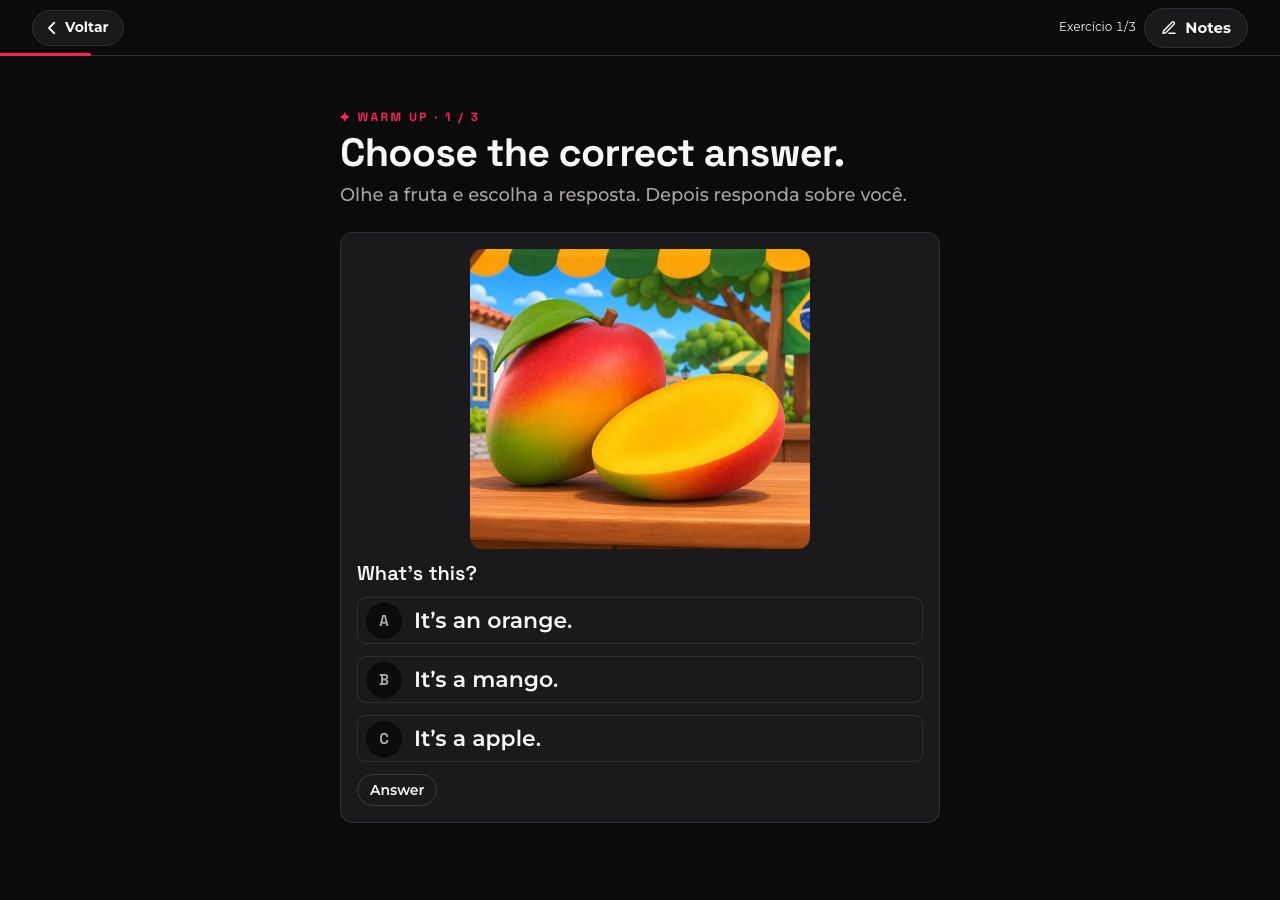 Voltar
Exercício 1/3
Notes
WARM UP · 1 / 3
Choose the correct answer.
Olhe a fruta e escolha a resposta. Depois responda sobre você.
What's this?
A It's an orange.
B It's a mango.
C It's a apple.
Answer